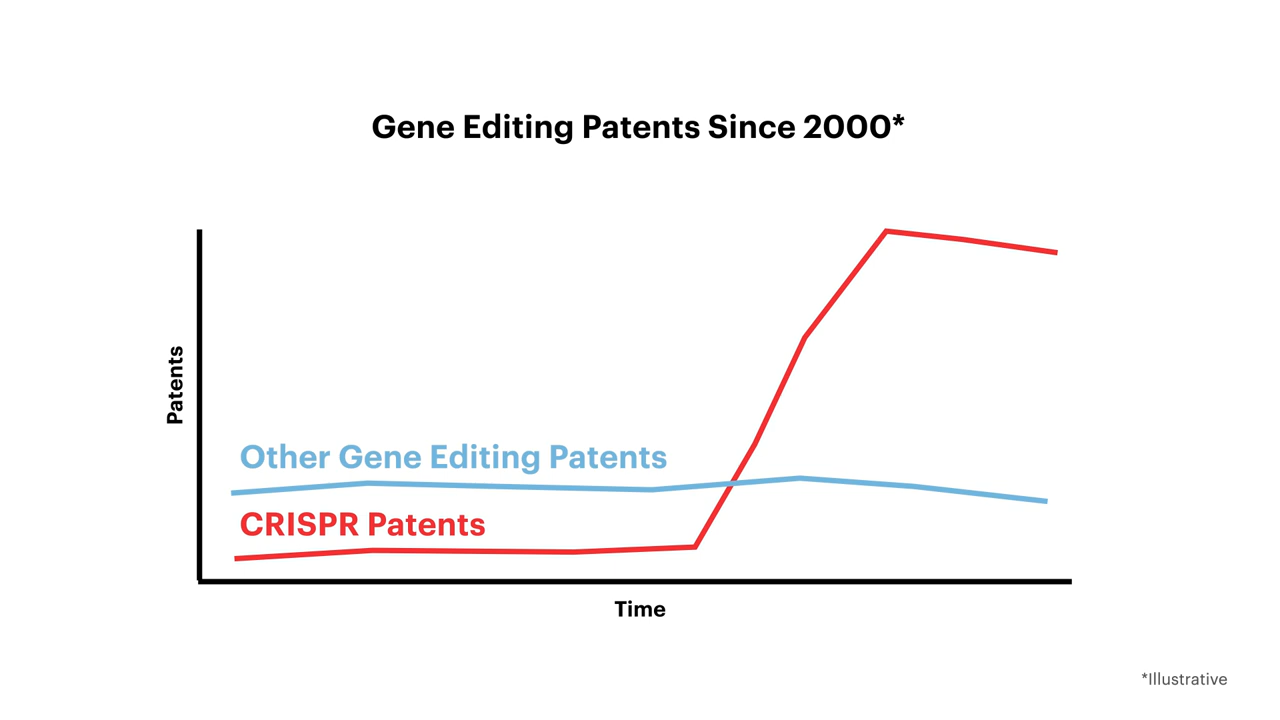 Gene Editing Patents Since 2000*
Patents
Other Gene Editing Patents
CRISPR Patents
Time
*Illustrative